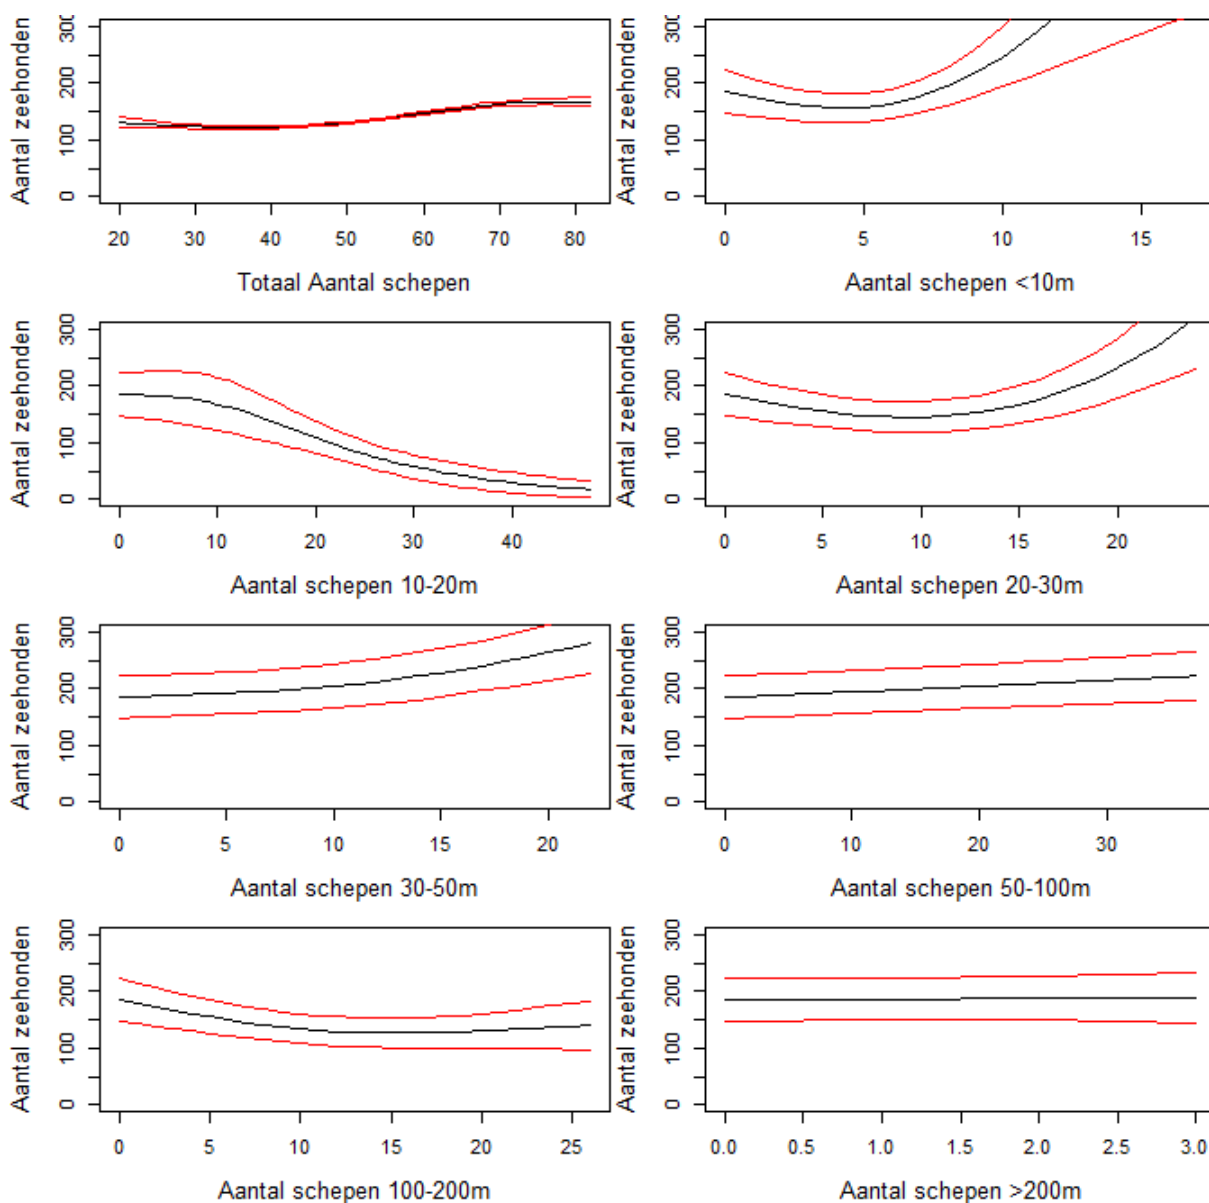 Aantal zeehonden
0 100 200 300
20 30 40 50 60 70 80
Totaal Aantal schepen
Aantal zeehonden
0 100 200 300
0 5 10 15
Aantal schepen <10m
Aantal zeehonden
0 100 200 300
0 10 20 30 40
Aantal schepen 10-20m
Aantal zeehonden
0 100 200 300
0 5 10 15 20
Aantal schepen 20-30m
Aantal zeehonden
0 100 200 300
0 5 10 15 20
Aantal schepen 30-50m
Aantal zeehonden
0 100 200 300
0 10 20 30
Aantal schepen 50-100m
Aantal zeehonden
0 100 200 300
0 5 10 15 20 25
Aantal schepen 100-200m
Aantal zeehonden
0 100 200 300
0.0 0.5 1.0 1.5 2.0 2.5 3.0
Aantal schepen >200m